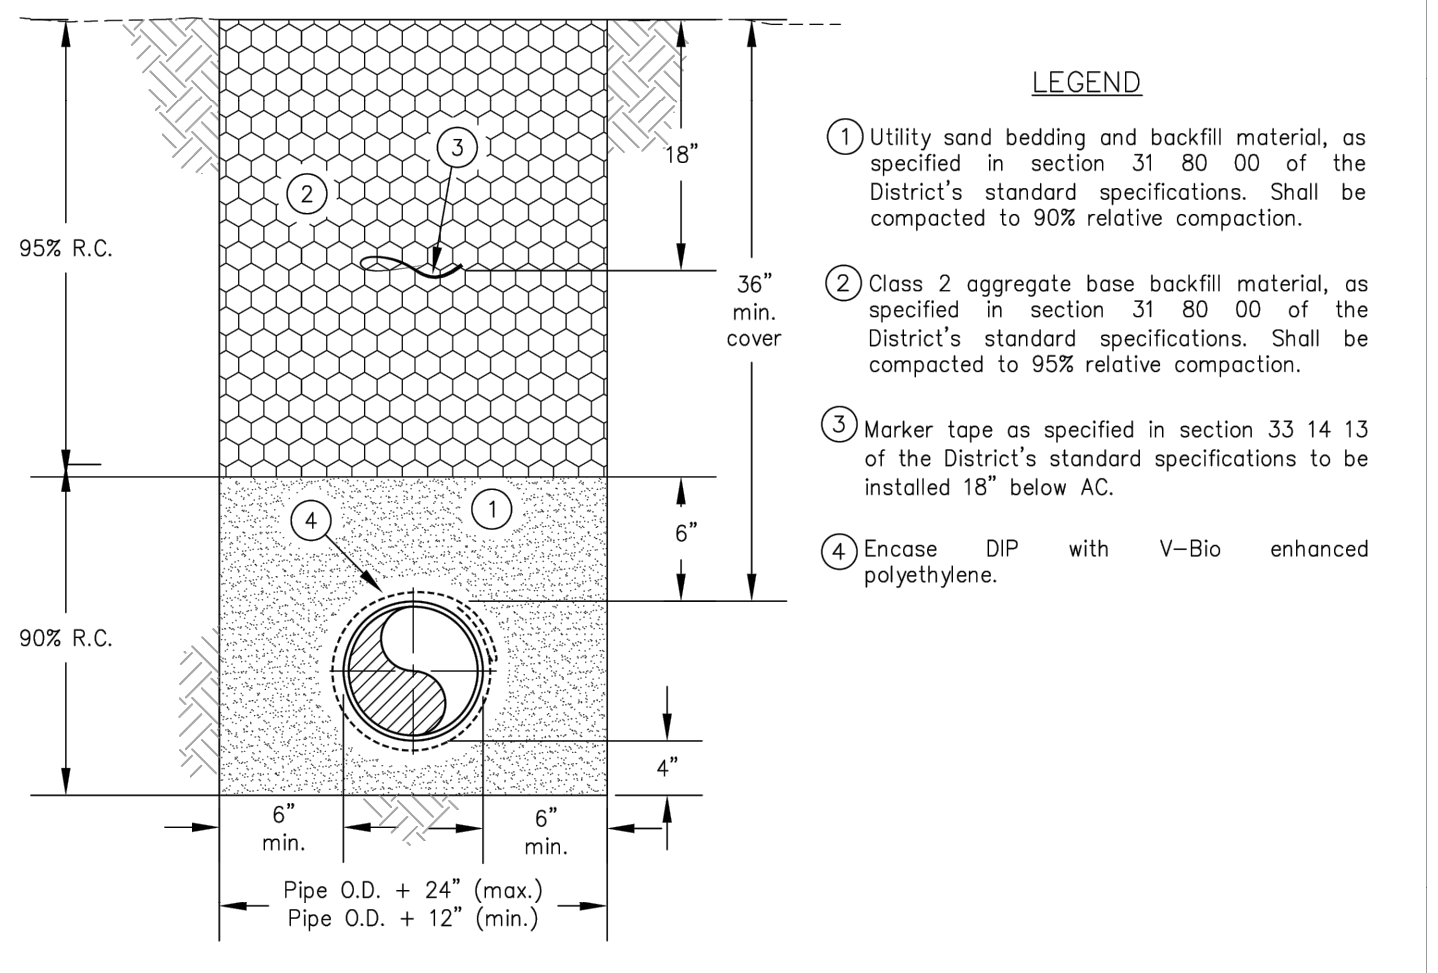 95% R.C.
90% R.C.
3
2
18”
36”
min.
cover
4
1
6”
4”
6”
min.
6”
min.
Pipe O.D. + 24” (max.)
Pipe O.D. + 12” (min.)
LEGEND
1 Utility sand bedding and backfill material, as
specified in section 31 80 00 of the
District's standard specifications. Shall be
compacted to 90% relative compaction.
2 Class 2 aggregate base backfill material, as
specified in section 31 80 00 of the
District's standard specifications. Shall be
compacted to 95% relative compaction.
3 Marker tape as specified in section 33 14 13
of the District's standard specifications to be
installed 18” below AC.
4 Encase DIP with V-Bio enhanced
polyethylene.